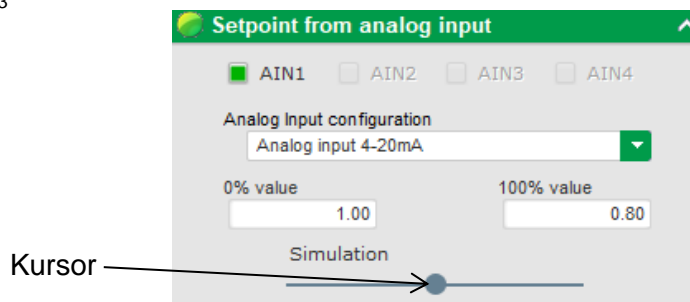 3
Setpoint from analog input
AIN1 AIN2 AIN3 AIN4
Analog Input configuration
Analog input 4-20mA
0% value 100% value
1.00 0.80
Simulation
Kursor